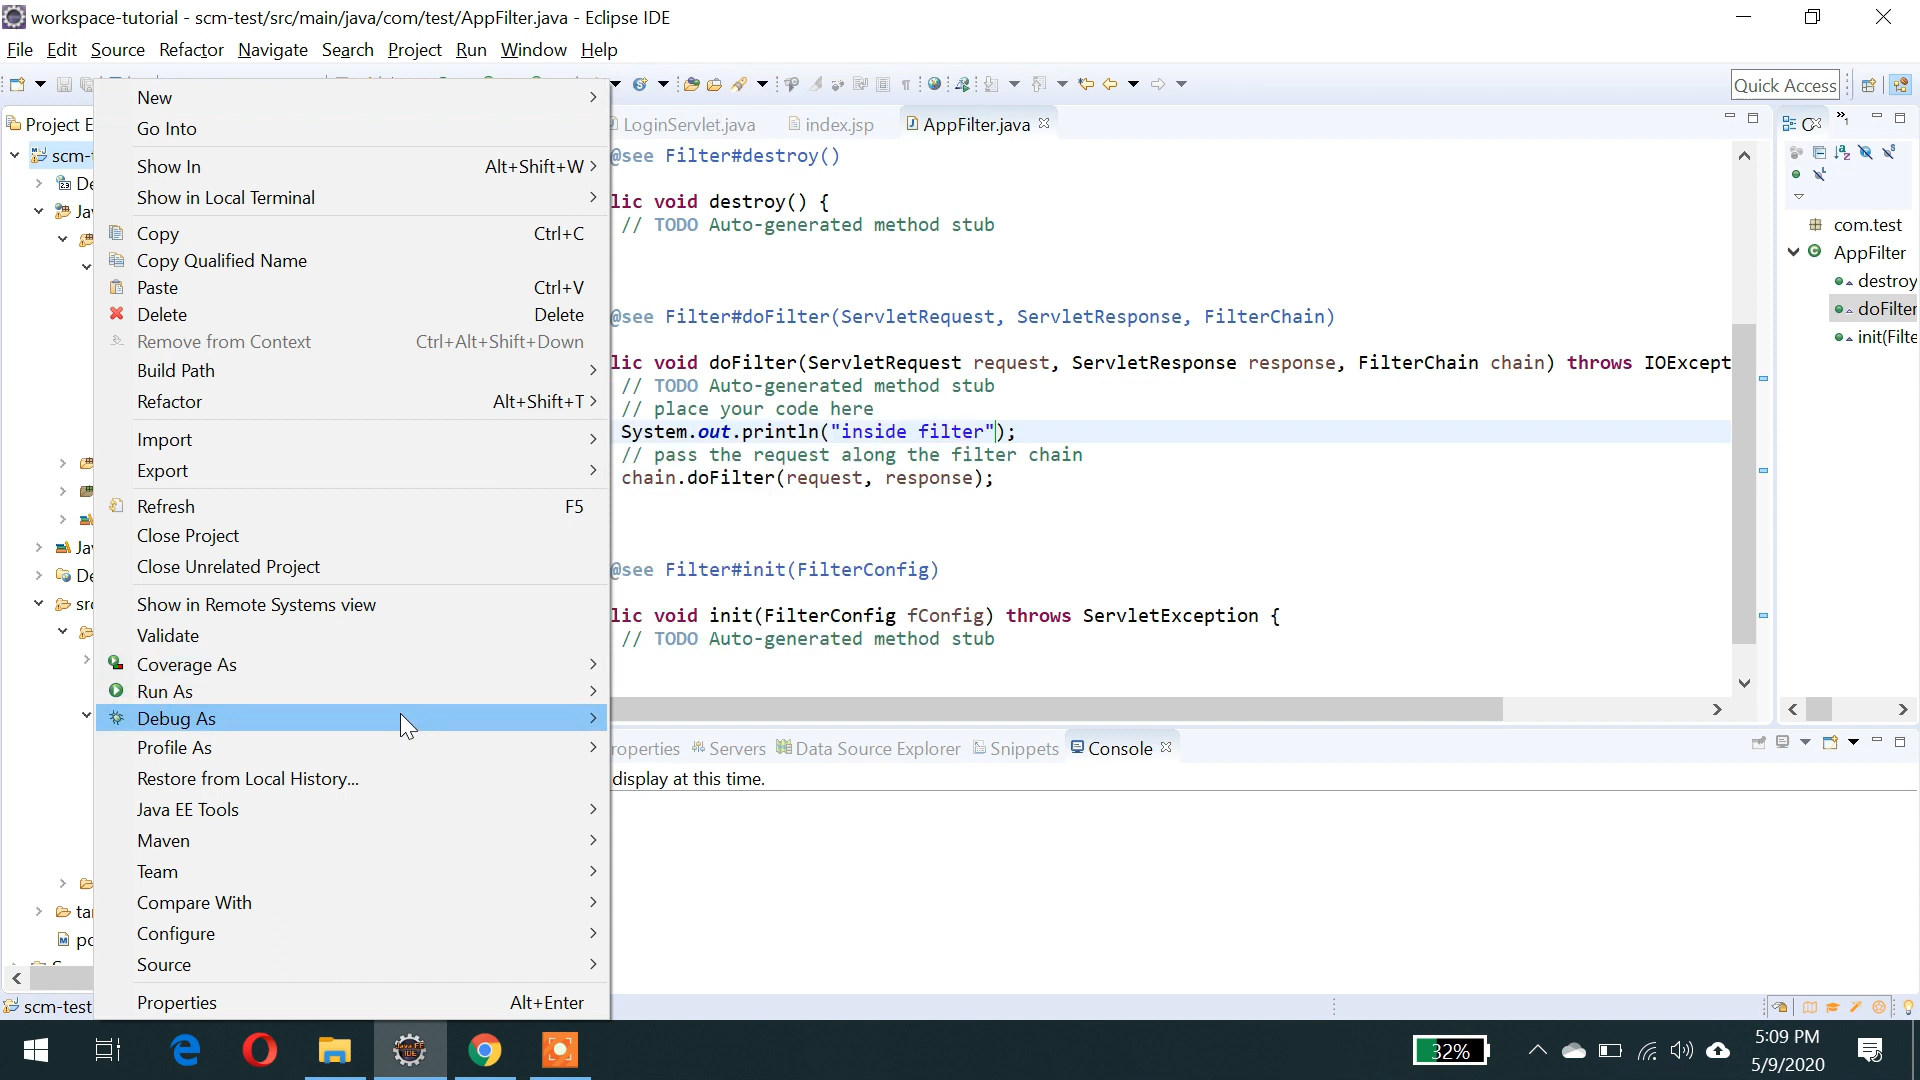 workspace-tutorial - scm-test/src/main/java/com/test/AppFilter.java - Eclipse IDE
File Edit Source Refactor Navigate Search Project Run Window Help
Quick Access
Project E
LoginServlet.java
index.jsp
AppFilter.java
scm-
De
Jav
Jav
De
src
tar
po
New
Go Into
Show In Alt+Shift+W
Show in Local Terminal
Copy Ctrl+C
Copy Qualified Name
Paste Ctrl+V
Delete Delete
Remove from Context Ctrl+Alt+Shift+Down
Build Path
Refactor Alt+Shift+T
Import
Export
Refresh F5
Close Project
Close Unrelated Project
Show in Remote Systems view
Validate
Coverage As
Run As
Debug As
Profile As
Restore from Local History...
Java EE Tools
Maven
Team
Compare With
Configure
Source
Properties Alt+Enter
@see Filter#destroy()
lic void destroy() {
// TODO Auto-generated method stub
@see Filter#doFilter(ServletRequest, ServletResponse, FilterChain)
lic void doFilter(ServletRequest request, ServletResponse response, FilterChain chain) throws IOExcept
// TODO Auto-generated method stub
// place your code here
System.out.println("inside filter");
// pass the request along the filter chain
chain.doFilter(request, response);
@see Filter#init(FilterConfig)
lic void init(FilterConfig fConfig) throws ServletException {
// TODO Auto-generated method stub
com.test
AppFilter
destroy
doFilter
init(Filte
roperties Servers Data Source Explorer Snippets Console
display at this time.
scm-test
32%
5:09 PM
5/9/2020